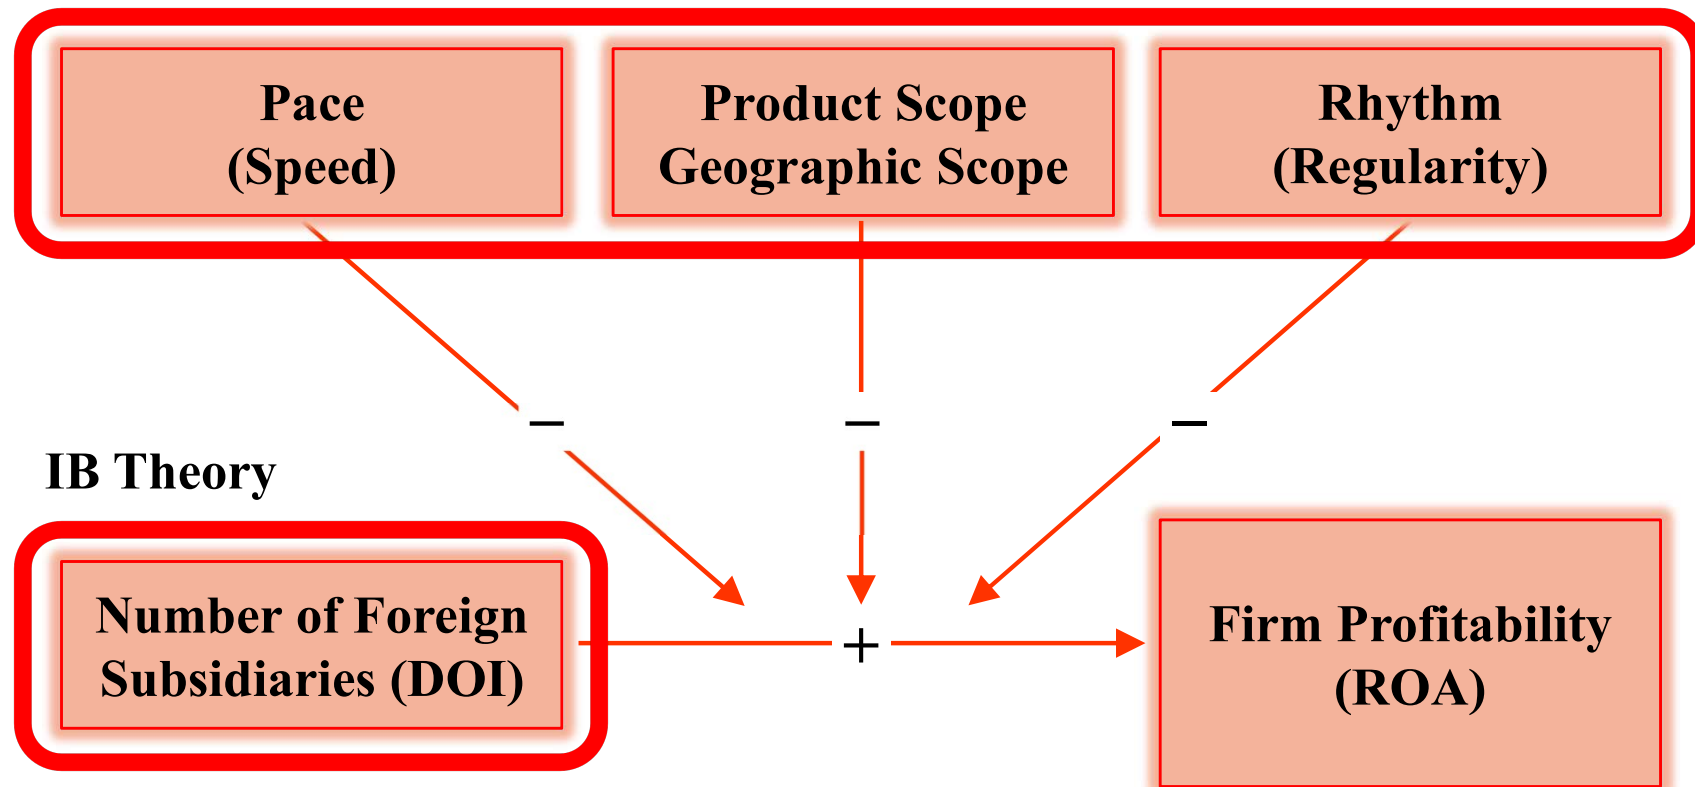 Pace
(Speed)
Product Scope
Geographic Scope
Rhythm
(Regularity)
–
–
–
IB Theory
Number of Foreign
Subsidiaries (DOI)
+
Firm Profitability
(ROA)